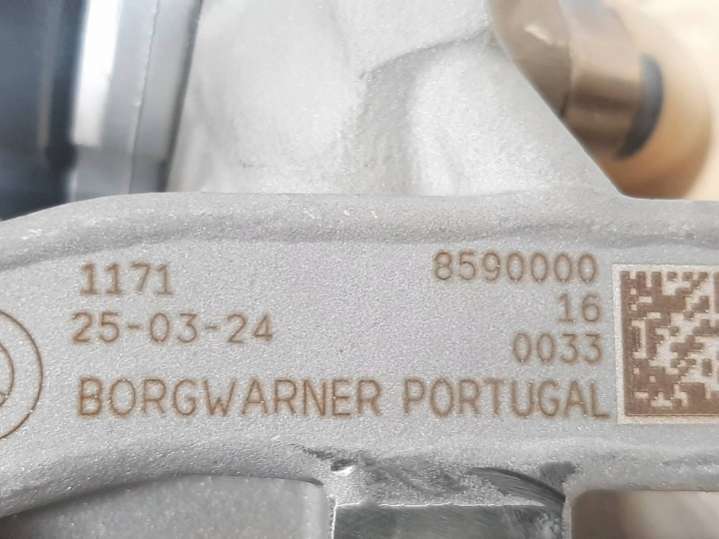 1171 8590000
25-03-24 16
0033
BORGWARNER PORTUGAL